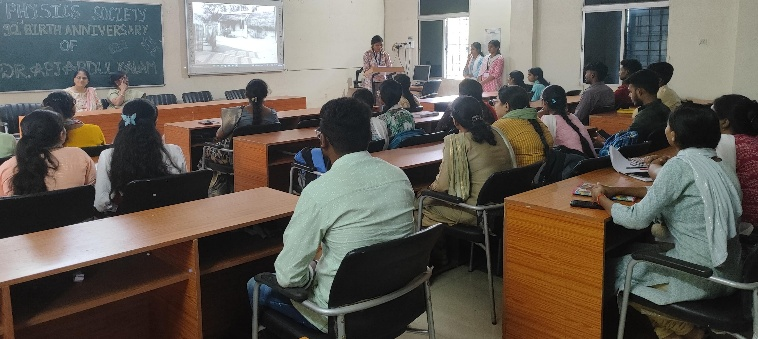 PHYSICS SOCIETY
92 BIRTH ANNIVERSARY
OF
DR.APJ ABDUL KALAM